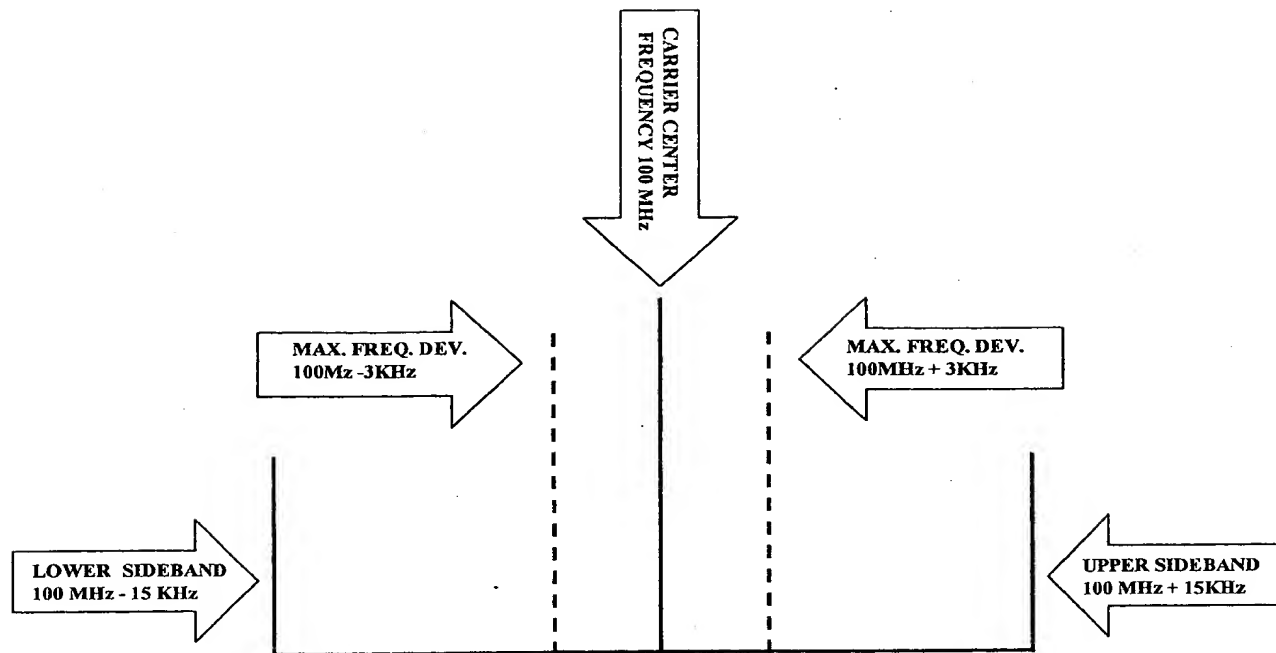 CARRIER CENTER
FREQUENCY 100 MHz
MAX. FREQ. DEV.
100Mz -3KHz
MAX. FREQ. DEV.
100MHz + 3KHz
LOWER SIDEBAND
100 MHz - 15 KHz
UPPER SIDEBAND
100 MHz + 15KHz